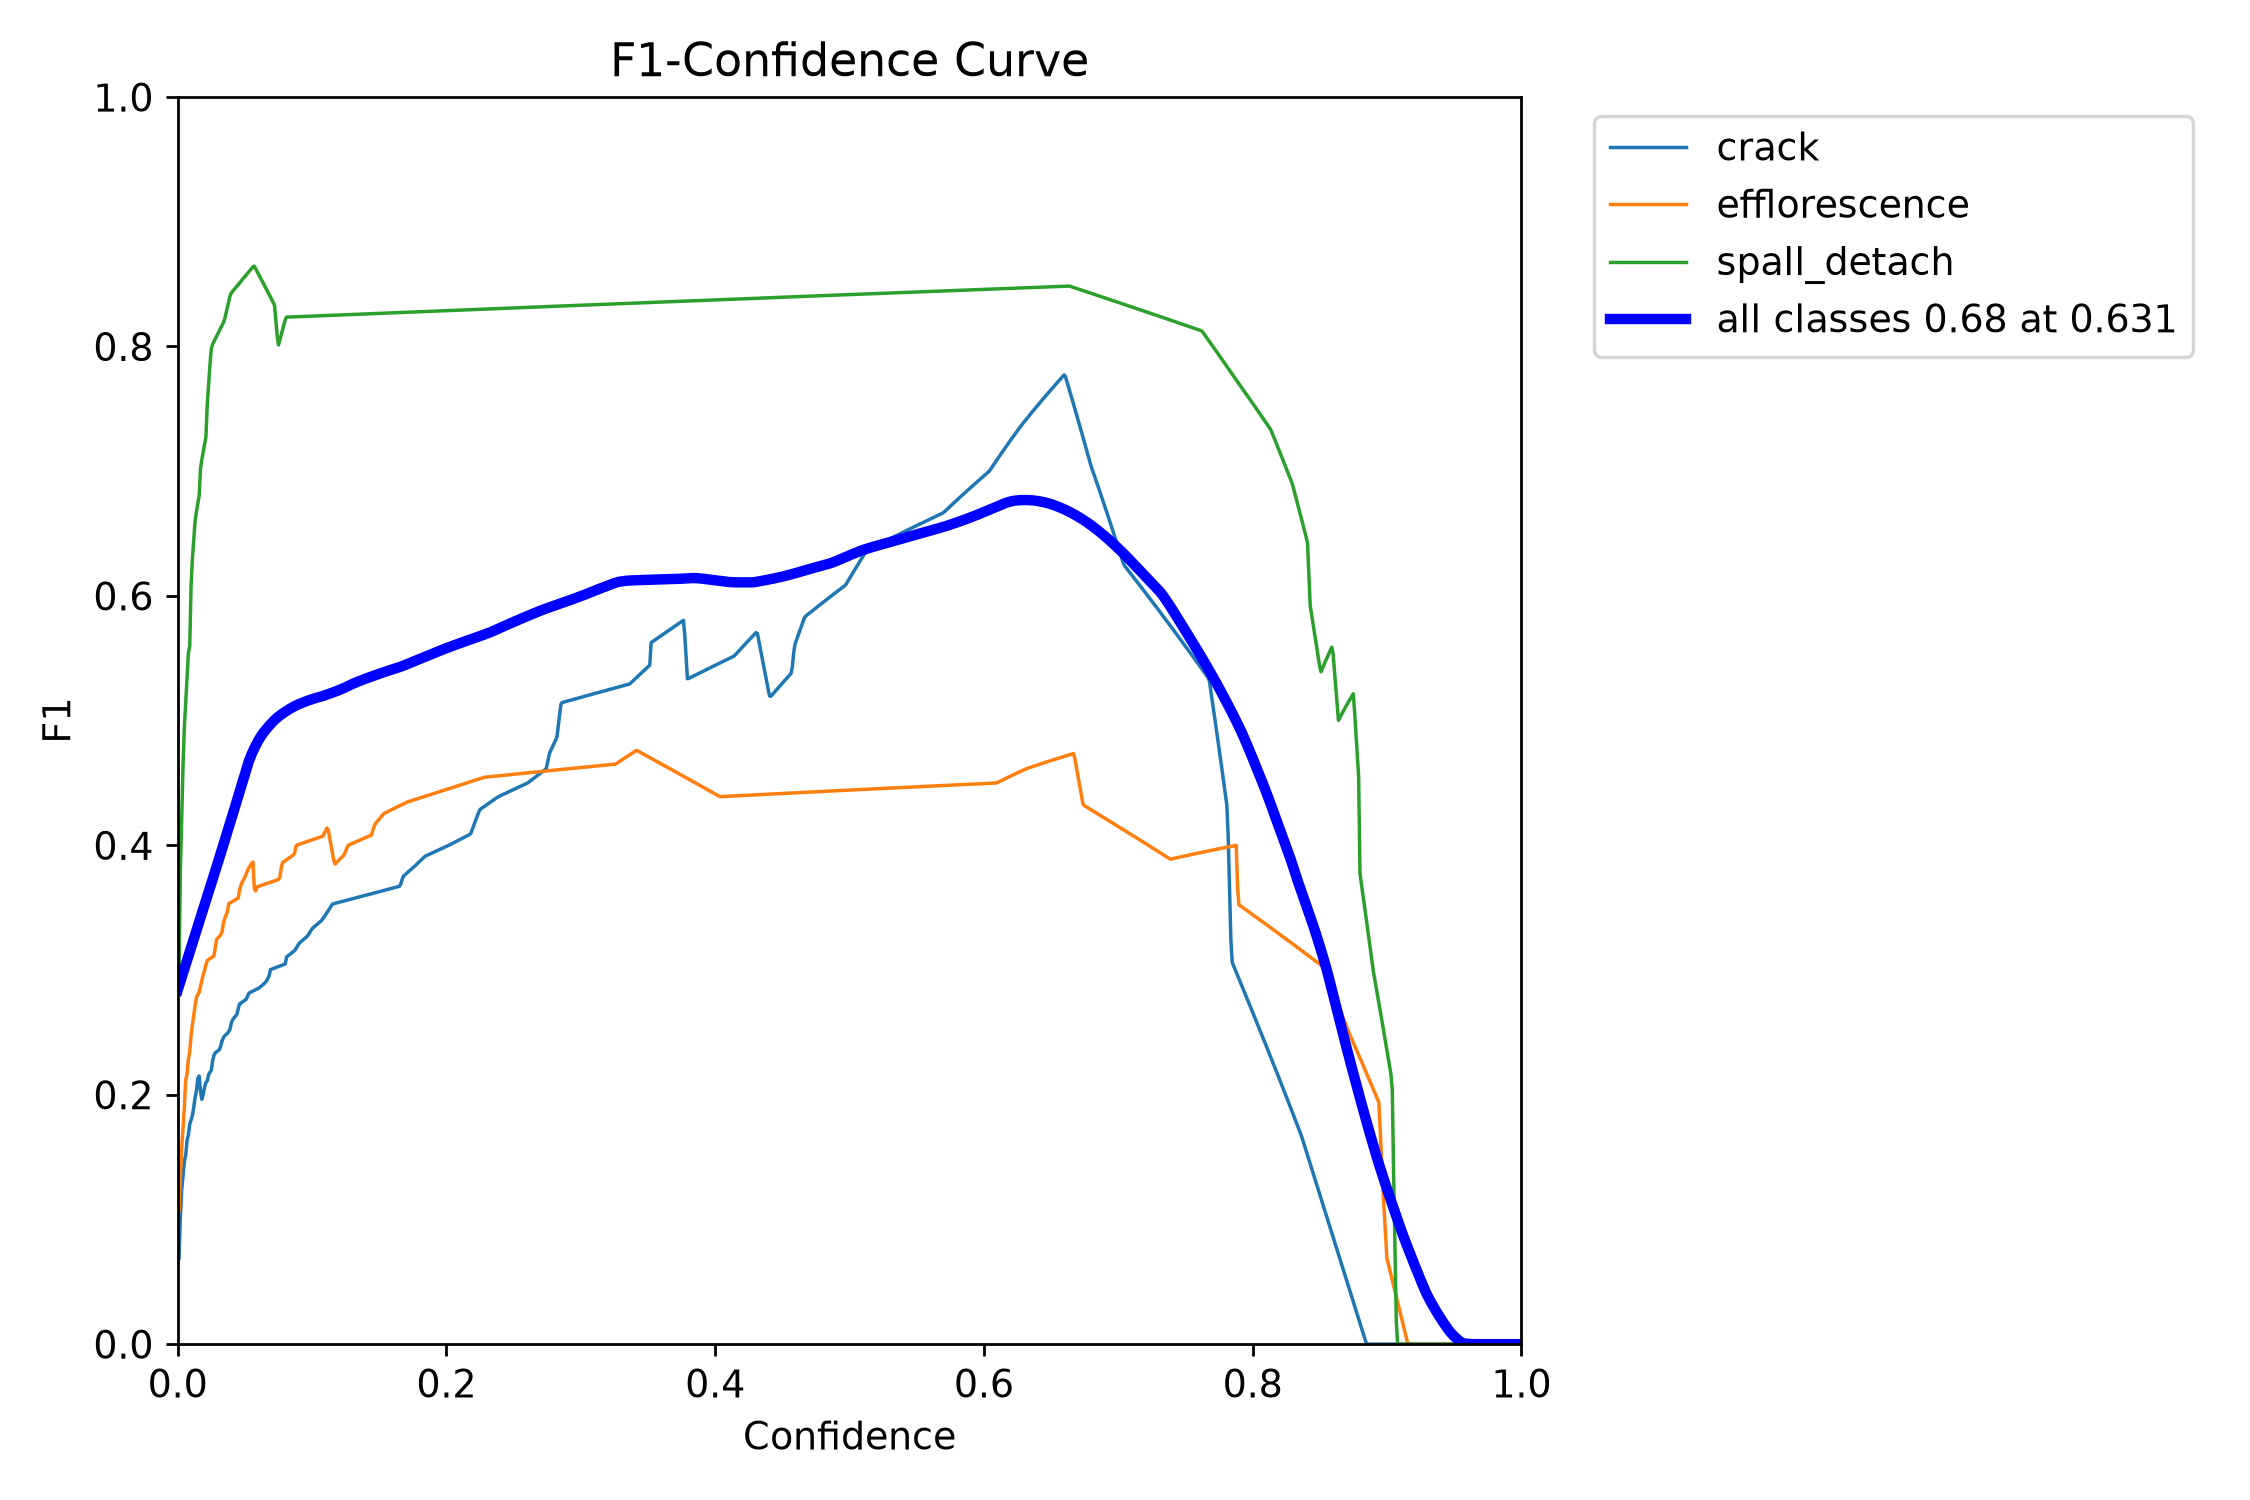 F1-Confidence Curve
1.0
0.8
0.6
0.4
0.2
0.0
F1
0.0 0.2 0.4 0.6 0.8 1.0
Confidence
crack
efflorescence
spall_detach
all classes 0.68 at 0.631